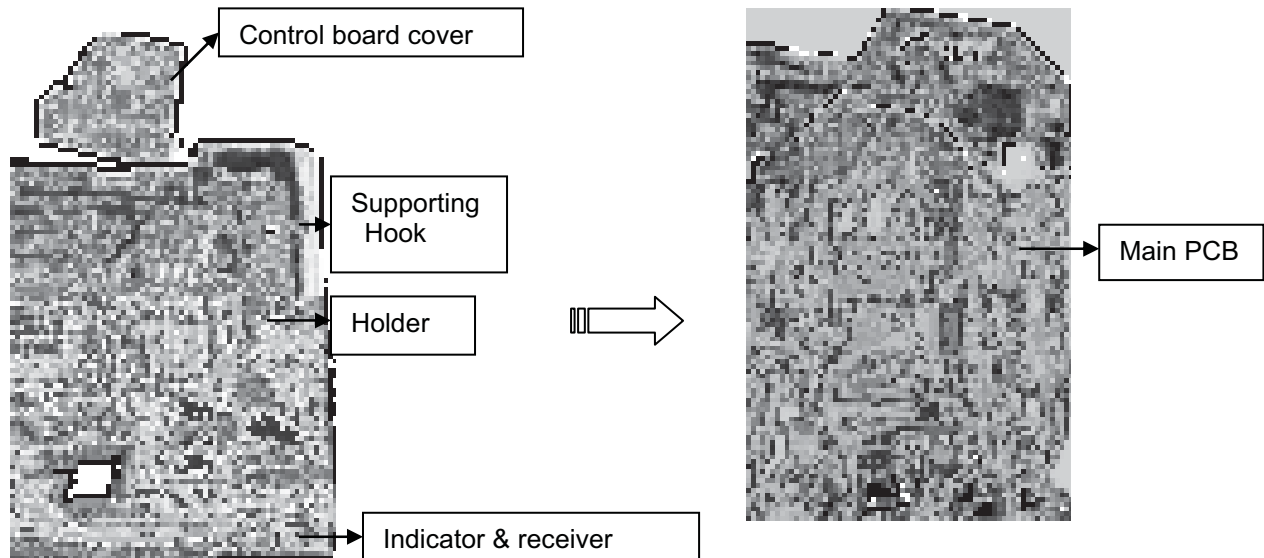 Control board cover
Supporting
Hook
Holder
Main PCB
Indicator & receiver